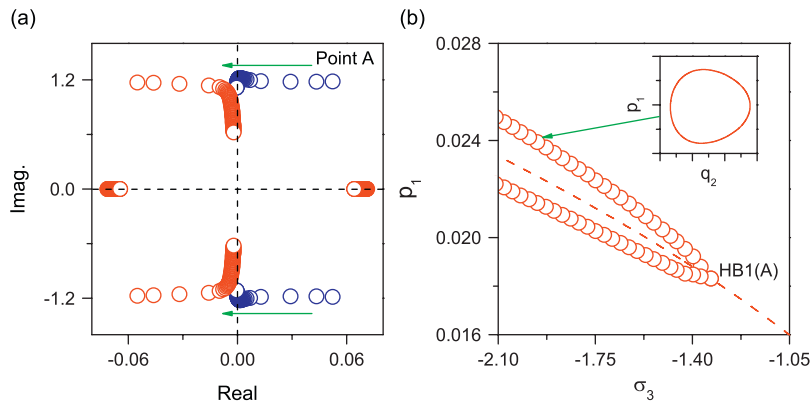 (a)
Point A
1.2
0.0
-1.2
Imag.
-0.06
0.00
0.06
Real
(b)
0.028
0.024
0.020
0.016
p1
p1
q2
HB1(A)
-2.10
-1.75
-1.40
-1.05
σ3